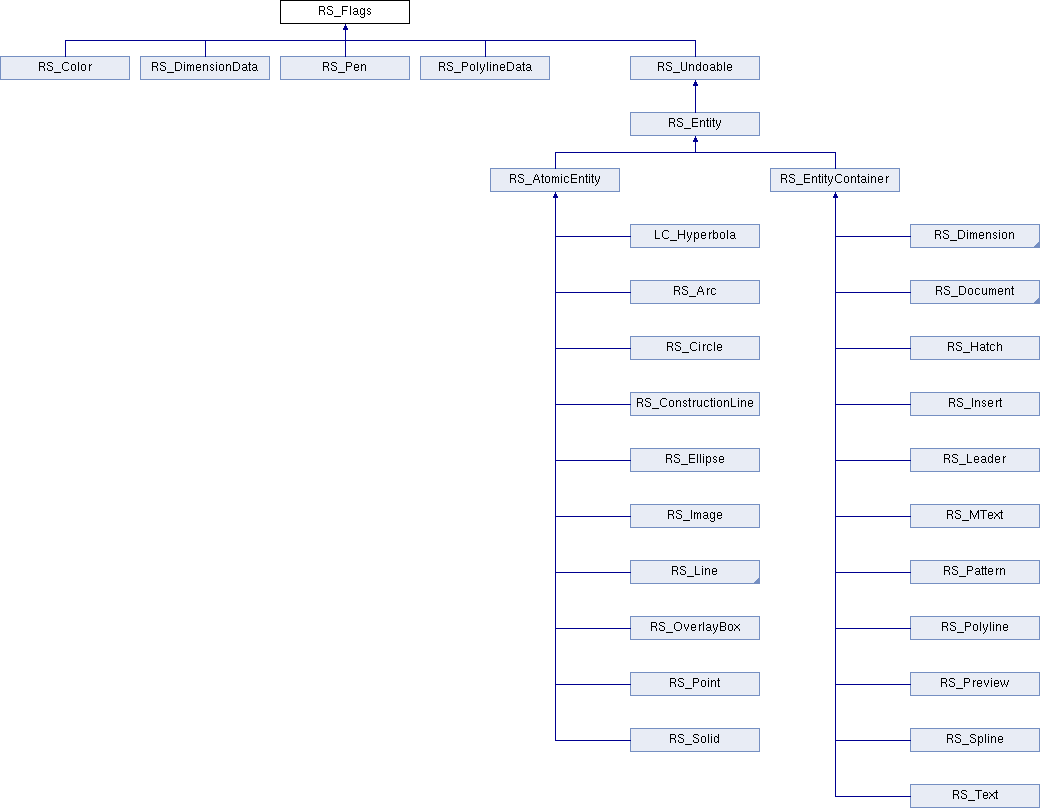 RS_Flags
RS_Color
RS_DimensionData
RS_Pen
RS_PolylineData
RS_Undoable
RS_Entity
RS_AtomicEntity
RS_EntityContainer
LC_Hyperbola
RS_Dimension
RS_Arc
RS_Document
RS_Circle
RS_Hatch
RS_ConstructionLine
RS_Insert
RS_Ellipse
RS_Leader
RS_Image
RS_MText
RS_Line
RS_Pattern
RS_OverlayBox
RS_Polyline
RS_Point
RS_Preview
RS_Solid
RS_Spline
RS_Text